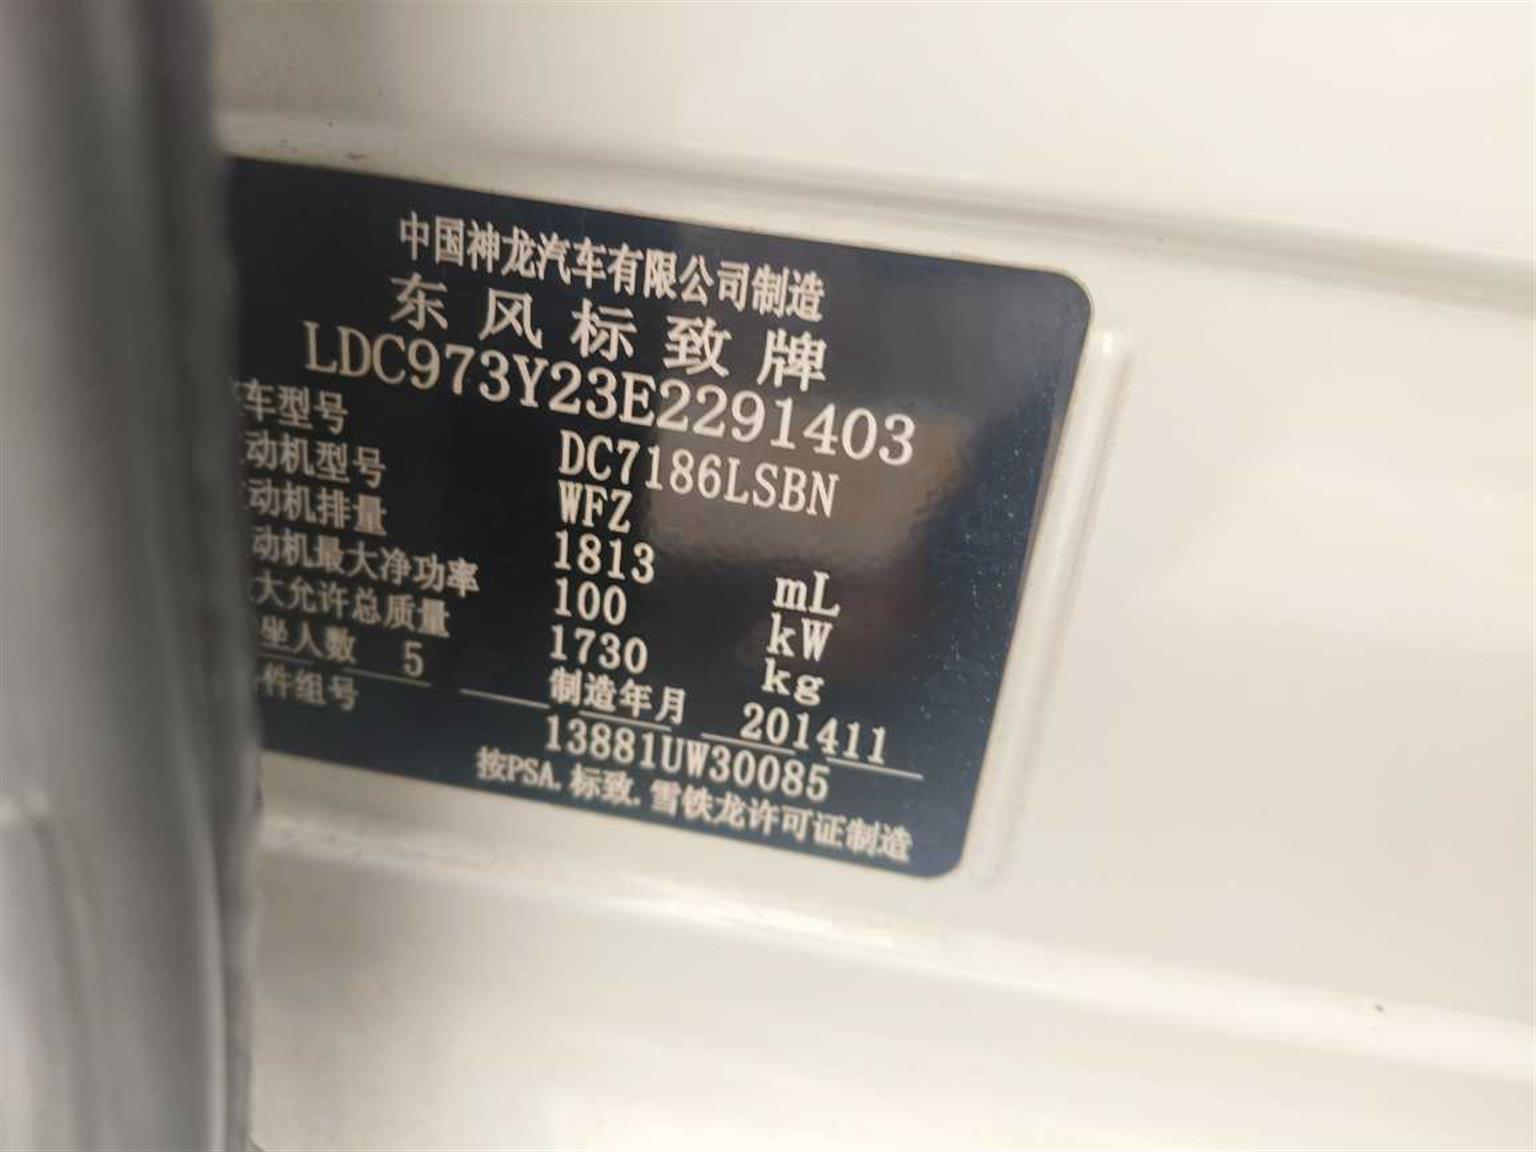 中国神龙汽车有限公司制造
东风标致牌
LDC973Y23E2291403
车型号 DC7186LSBN
动机型号 WFZ
动机排量 1813 mL
动机最大净功率 100 kW
大允许总质量 1730 kg
坐人数 5 制造年月 201411
件组号 13881UW30085
按PSA.标致.雪铁龙许可证制造